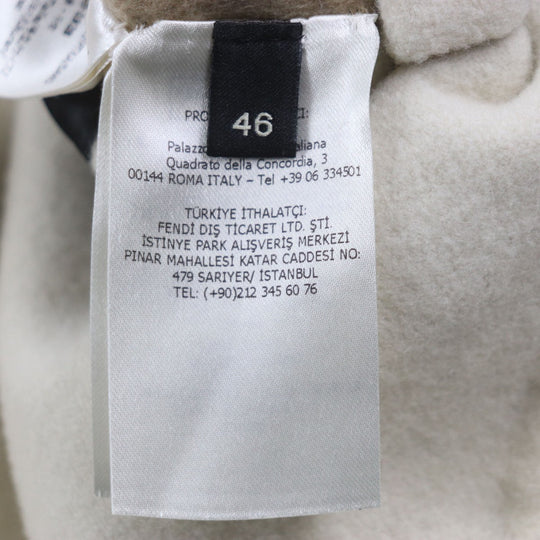 46
Palazzo
Quadrato della Concordia, 3
00144 ROMA ITALY – Tel +39 06 334501
TÜRKİYE İTHALATÇI:
FENDİ DIŞ TİCARET LTD. ŞTİ.
İSTİNYE PARK ALIŞVERİŞ MERKEZİ
PINAR MAHALLESİ KATAR CADDESİ NO:
479 SARIYER/ İSTANBUL
TEL: (+90)212 345 60 76